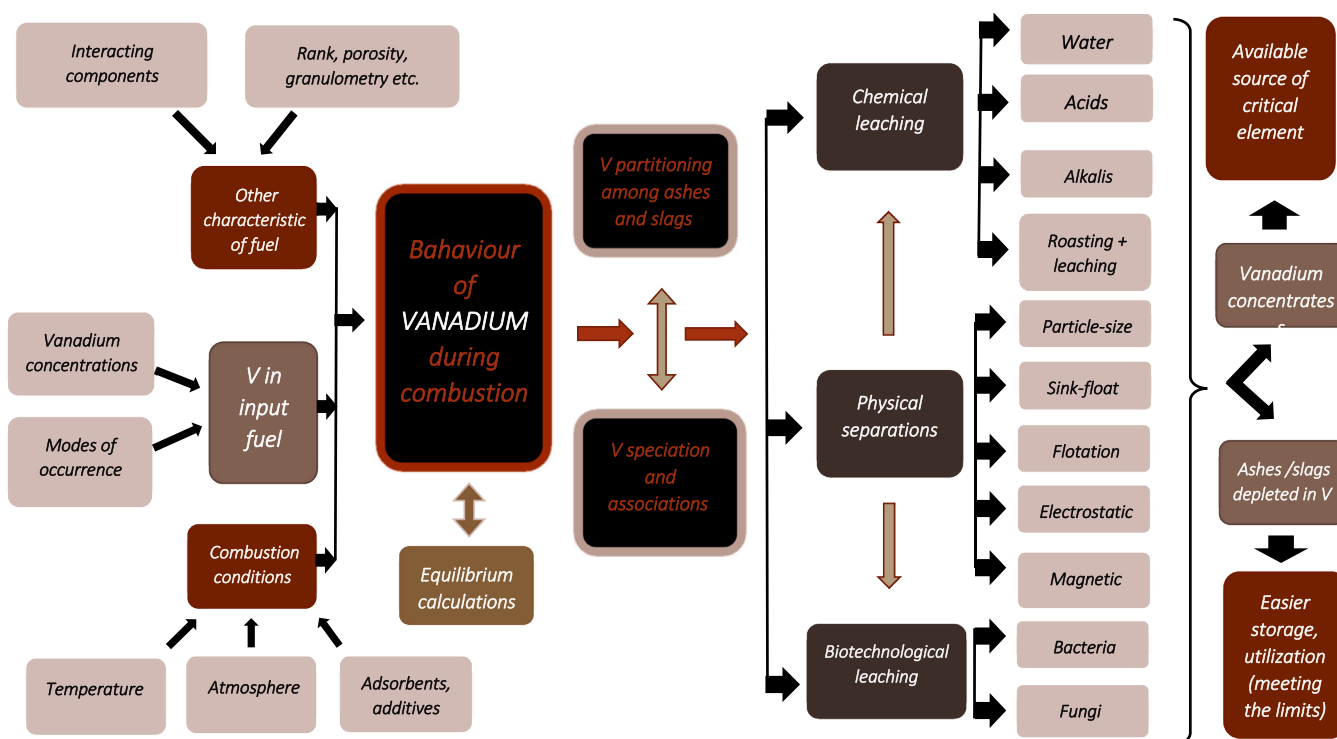 Interacting
components
Rank, porosity,
granulometry etc.
Other
characteristic
of fuel
Vanadium
concentrations
Modes of
occurrence
V in
input
fuel
Combustion
conditions
Temperature
Atmosphere
Adsorbents,
additives
Bahaviour
of
VANADIUM
during
combustion
Equilibrium
calculations
V partitioning
among ashes
and slags
V speciation
and
associations
Chemical
leaching
Physical
separations
Biotechnological
leaching
Water
Acids
Alkalis
Roasting +
leaching
Particle-size
Sink-float
Flotation
Electrostatic
Magnetic
Bacteria
Fungi
Available
source of
critical
element
Vanadium
concentrates
Ashes /slags
depleted in V
Easier
storage,
utilization
(meeting
the limits)